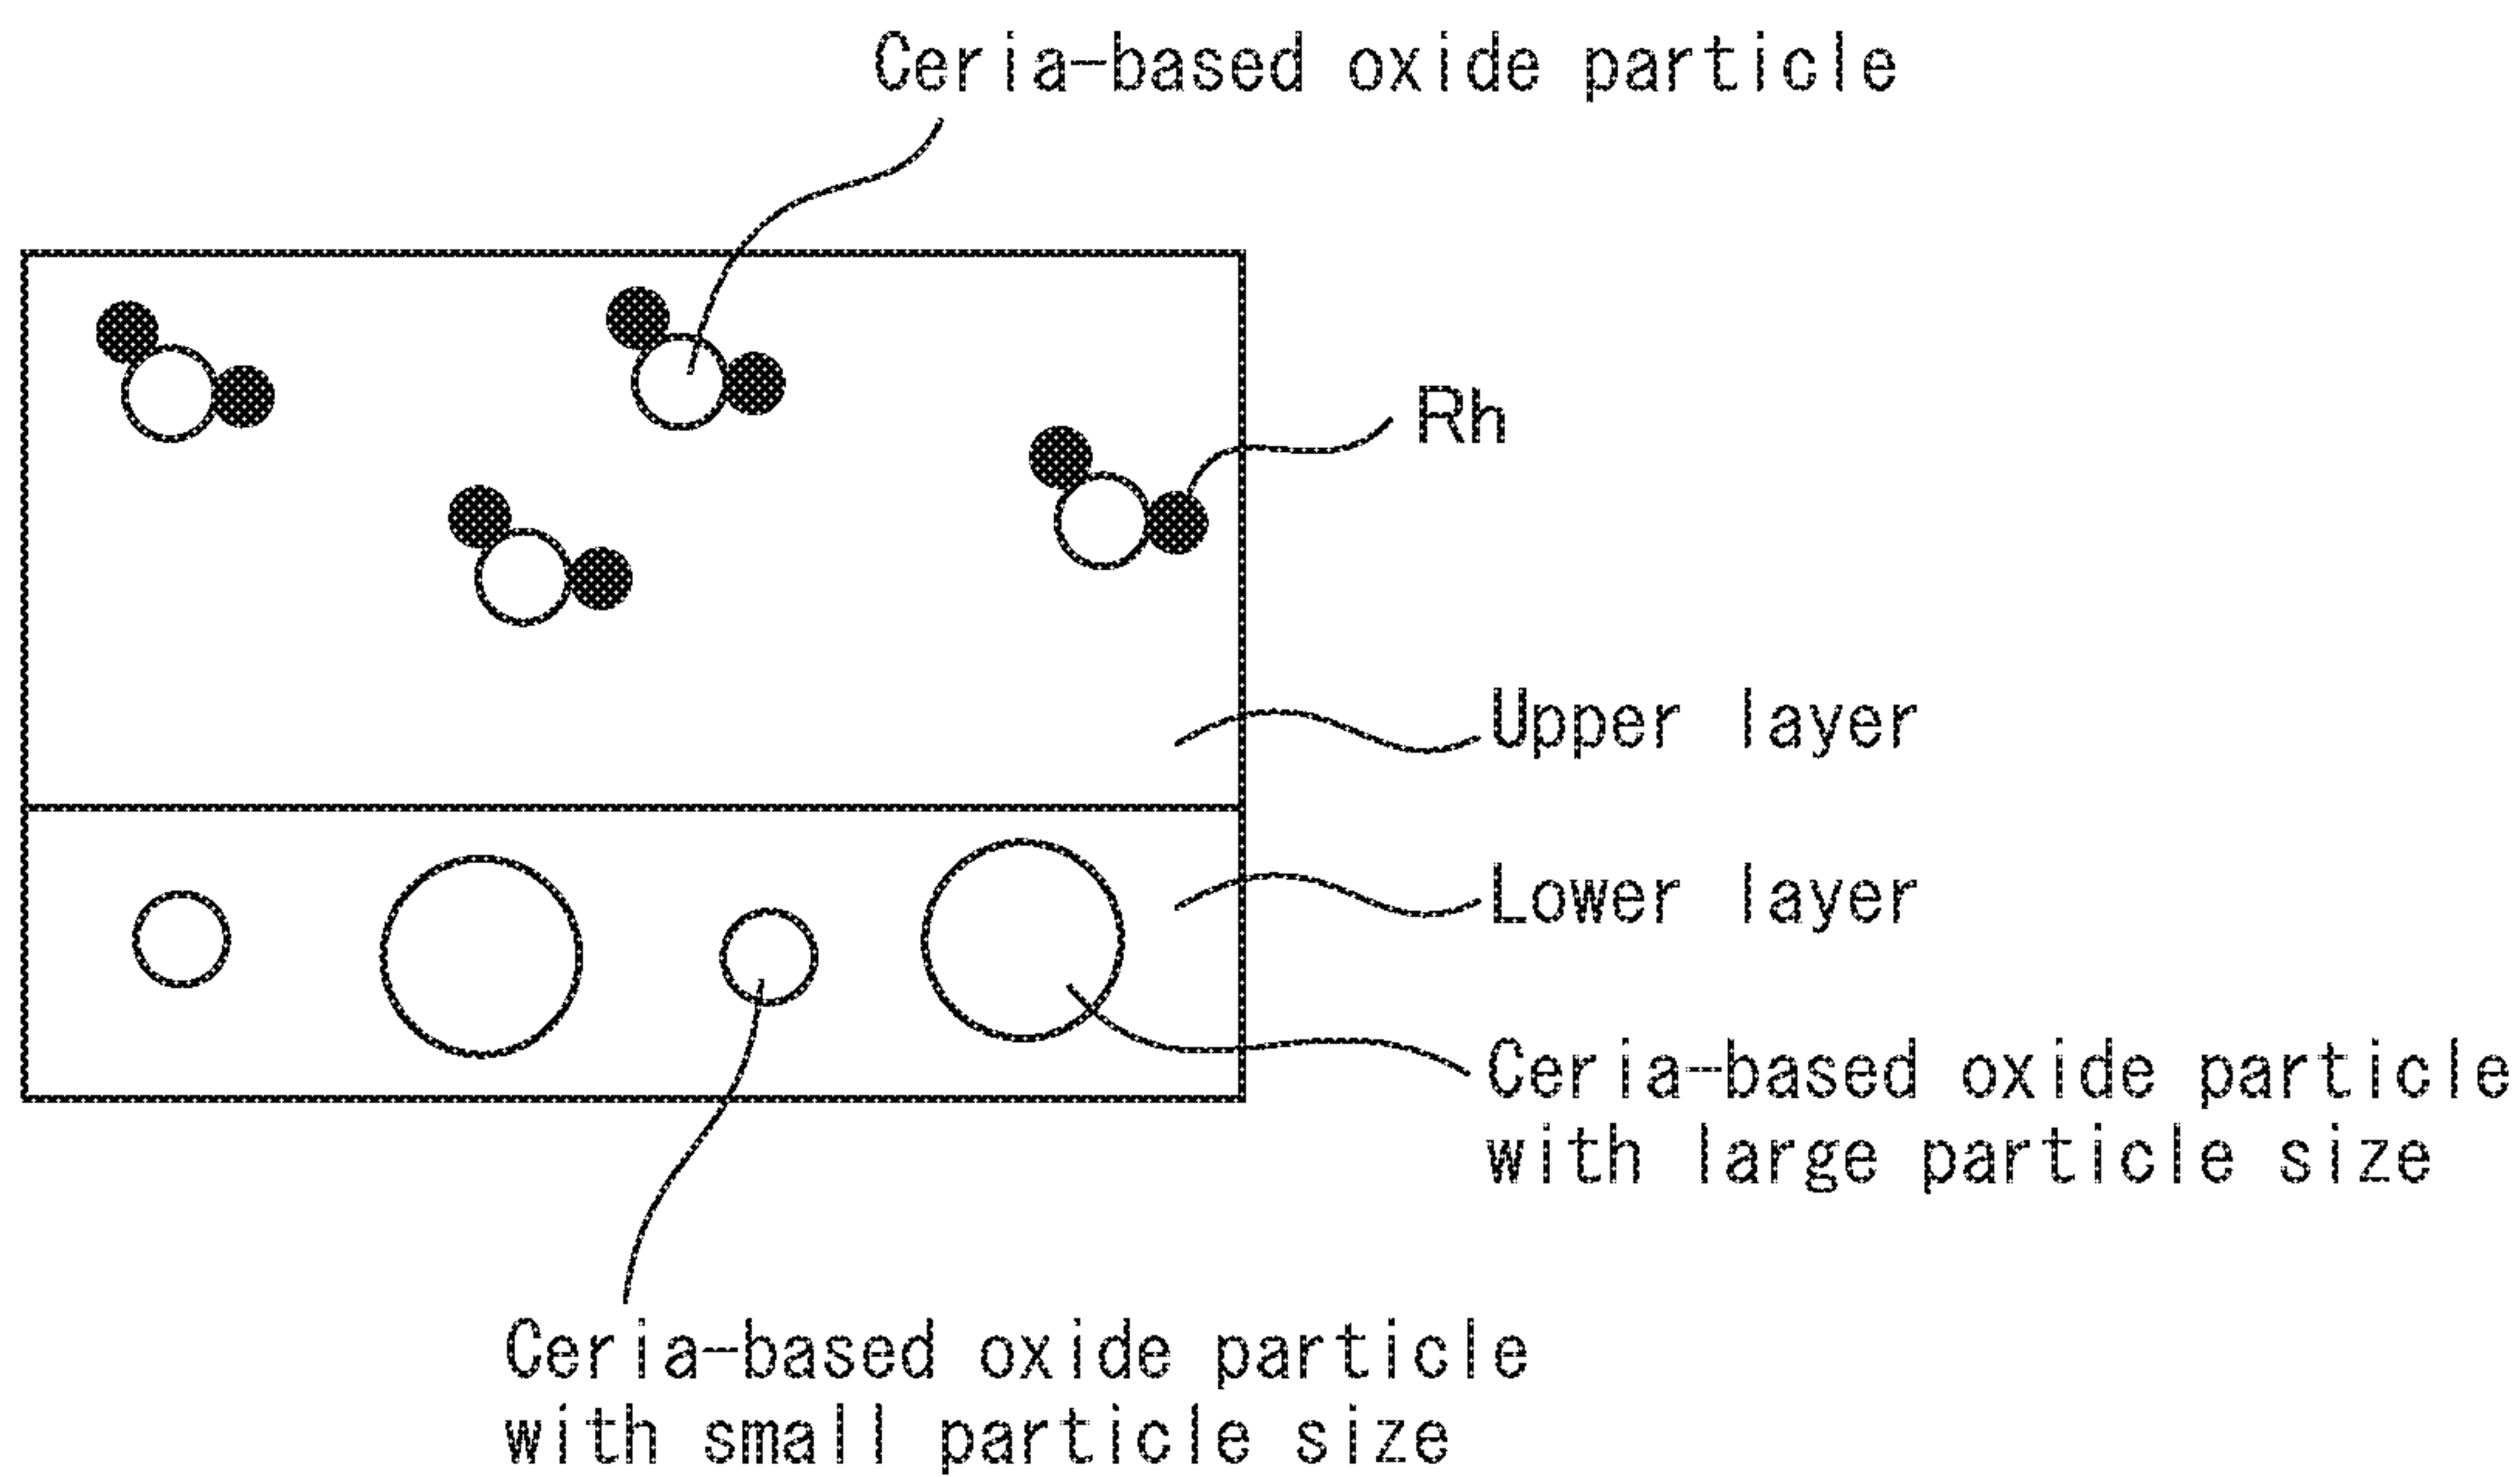 Ceria-based oxide particle
Rh
Upper layer
Lower layer
Ceria-based oxide particle
with large particle size
Ceria-based oxide particle
with small particle size